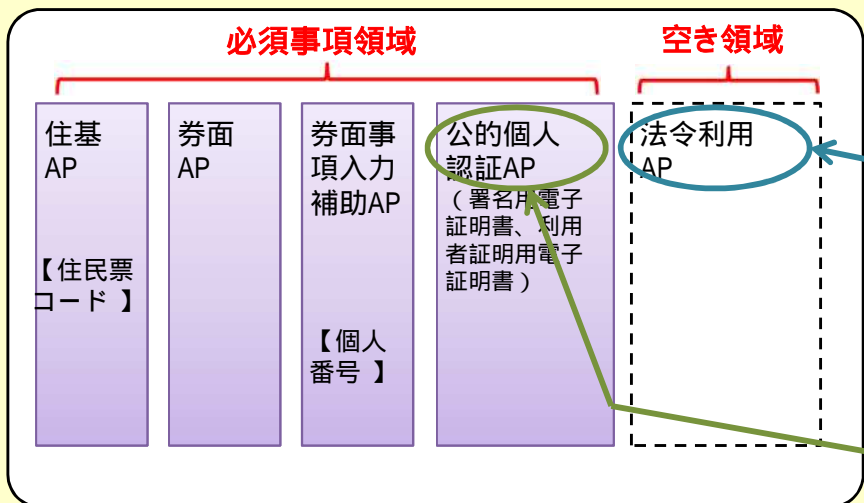 必須事項領域
空き領域
住基
AP
【住民票
コード 】
券面
AP
券面事
項入力
補助AP
【個人
番号 】
公的個人
認証AP
（署名用電子
証明書、利用
者証明用電子
証明書）
法令利用
AP